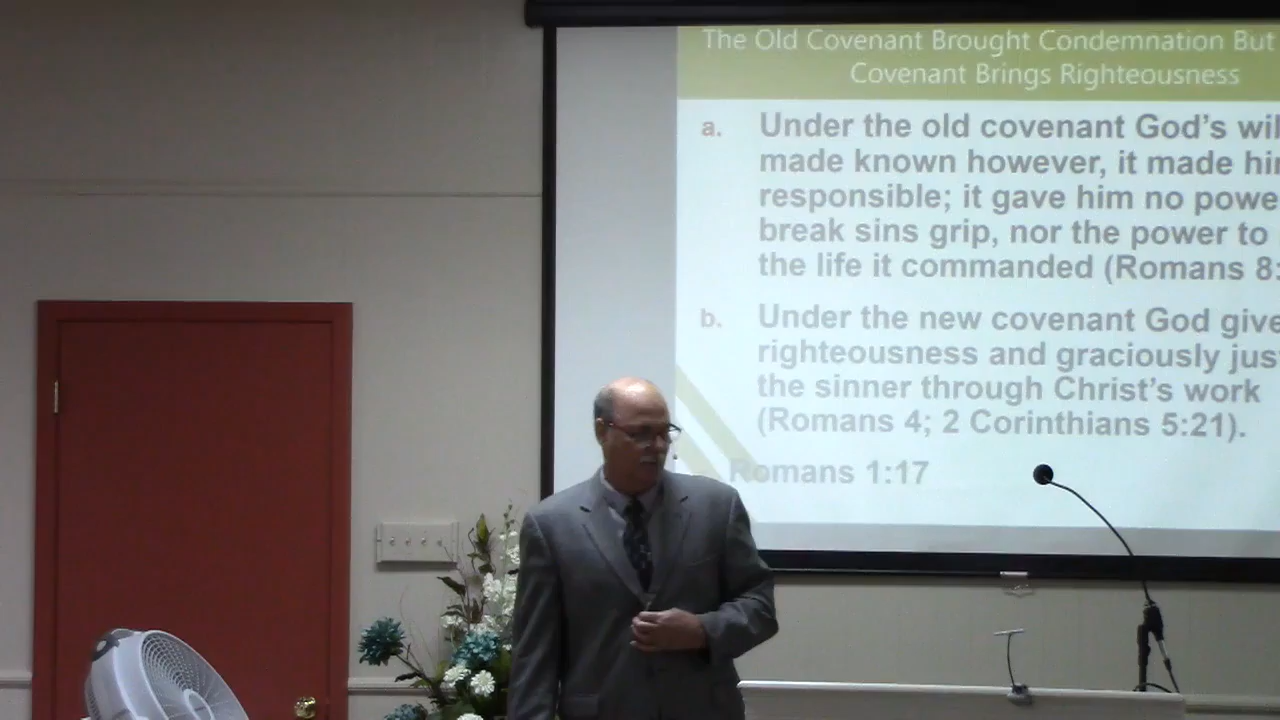 The Old Covenant Brought Condemnation But
Covenant Brings Righteousness
a. Under the old covenant God's wil
made known however, it made hi
responsible; it gave him no powe
break sins grip, nor the power to
the life it commanded (Romans 8:
b. Under the new covenant God give
righteousness and graciously jus
the sinner through Christ's work
(Romans 4; 2 Corinthians 5:21).
Romans 1:17